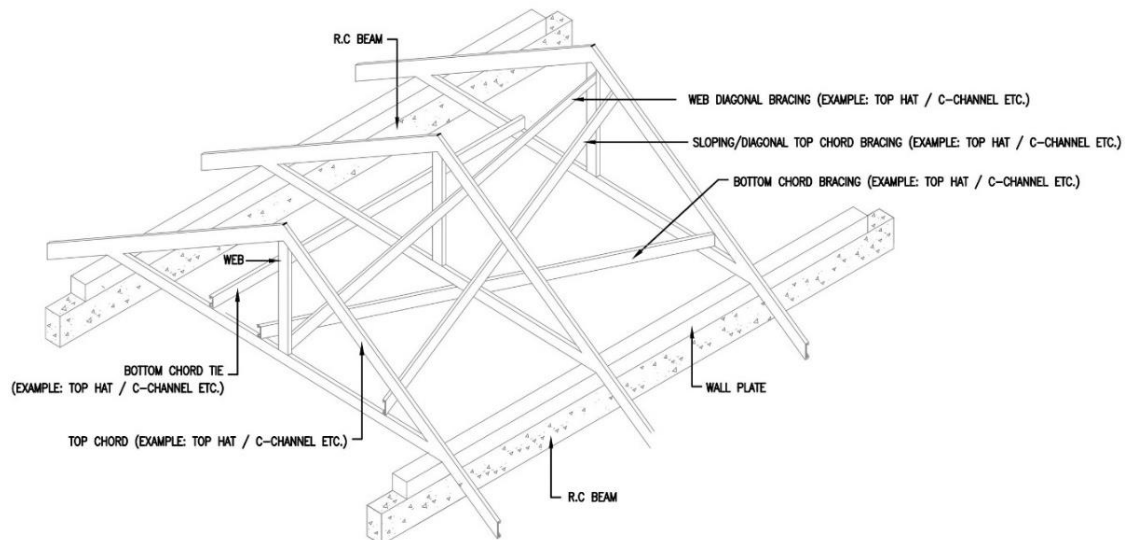 R.C BEAM
WEB DIAGONAL BRACING (EXAMPLE: TOP HAT / C-CHANNEL ETC.)
SLOPING/DIAGONAL TOP CHORD BRACING (EXAMPLE: TOP HAT / C-CHANNEL ETC.)
BOTTOM CHORD BRACING (EXAMPLE: TOP HAT / C-CHANNEL ETC.)
WEB
BOTTOM CHORD TIE
(EXAMPLE: TOP HAT / C-CHANNEL ETC.)
WALL PLATE
TOP CHORD (EXAMPLE: TOP HAT / C-CHANNEL ETC.)
R.C BEAM